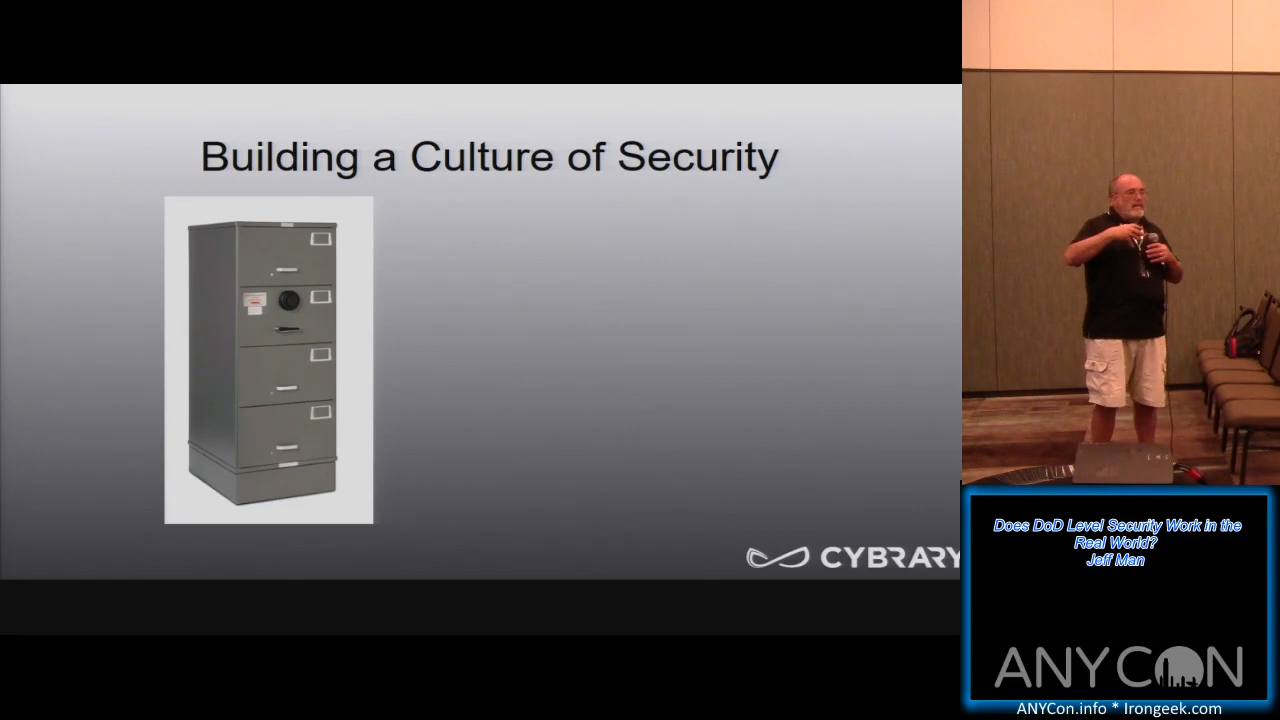 Building a Culture of Security
CYBRARY
Does DoD Level Security Work in the
Real World?
Jeff Man
ANYCON
ANYCon.info * Irongeek.com